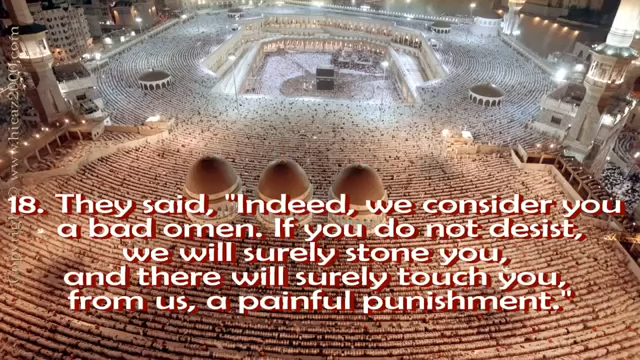 18. They said, "Indeed, we consider you
a bad omen. If you do not desist,
we will surely stone you,
and there will surely touch you,
from us, a painful punishment."